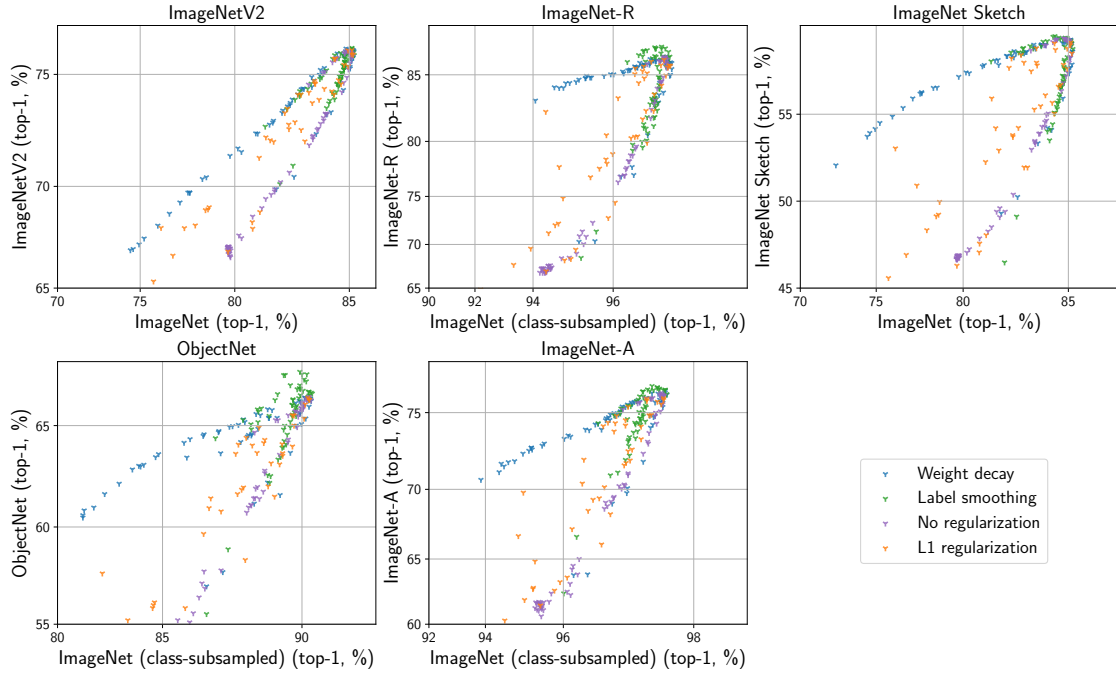 ImageNetV2
ImageNet-R
ImageNet Sketch
ImageNetV2 (top-1, %)
75
70
65
70
75
80
85
ImageNet (top-1, %)
ImageNet-R (top-1, %)
85
80
75
70
65
90
92
94
96
ImageNet (class-subsampled) (top-1, %)
ImageNet Sketch (top-1, %)
55
50
45
70
75
80
85
ImageNet (top-1, %)
ObjectNet
ImageNet-A
ObjectNet (top-1, %)
65
60
55
80
85
90
ImageNet (class-subsampled) (top-1, %)
ImageNet-A (top-1, %)
75
70
65
60
92
94
96
98
ImageNet (class-subsampled) (top-1, %)
Weight decay
Label smoothing
No regularization
L1 regularization